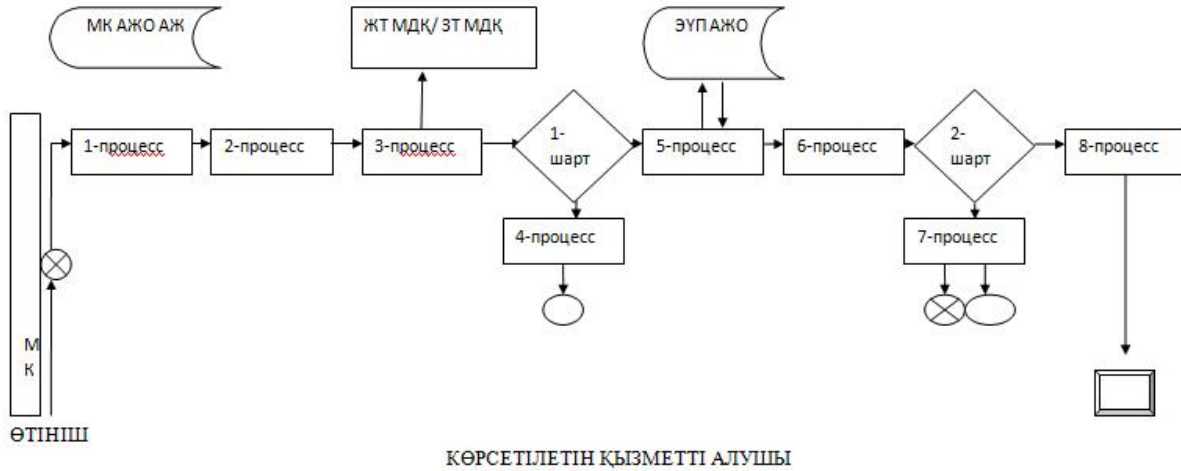 МК АЖО АЖ
ЖТ МДҚ/ ЗТ МДҚ
ЭҮП АЖО
1-процесс
2-процесс
3-процесс
1-
шарт
5-процесс
6-процесс
2-
шарт
8-процесс
4-процесс
7-процесс
М
К
ӨТІНІШ
КӨРСЕТІЛЕТІН ҚЫЗМЕТТІ АЛУШЫ